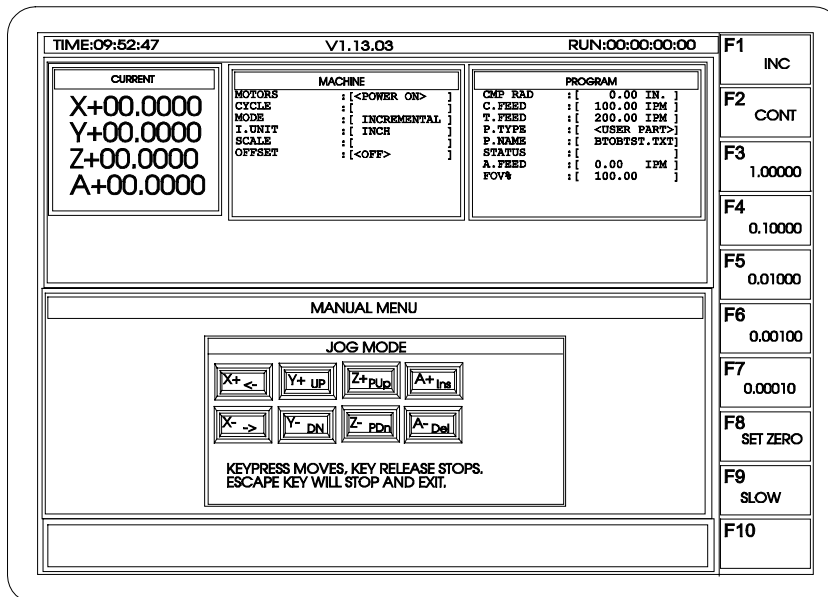 TIME:09:52:47 V1.13.03 RUN:00:00:00:00
CURRENT
X+00.0000
Y+00.0000
Z+00.0000
A+00.0000
MACHINE
MOTORS :[<POWER ON> ]
CYCLE :[ ]
MODE :[ INCREMENTAL ]
I.UNIT :[ INCH ]
SCALE :[ ]
OFFSET :[<OFF> ]
PROGRAM
CMP RAD :[ 0.00 IN. ]
C.FEED :[ 100.00 IPM ]
T.FEED :[ 200.00 IPM ]
P.TYPE :[ <USER PART>]
P.NAME :[ BTOBTST.TXT]
STATUS :[ ]
A.FEED :[ 0.00 IPM ]
FOV% :[ 100.00 ]
MANUAL MENU
JOG MODE
X+ <- Y+ UP Z+ PUp A+ Ins
X- -> Y- DN Z- PDn A- Del
KEYPRESS MOVES, KEY RELEASE STOPS.
ESCAPE KEY WILL STOP AND EXIT.
F1
INC
F2
CONT
F3
1.00000
F4
0.10000
F5
0.01000
F6
0.00100
F7
0.00010
F8
SET ZERO
F9
SLOW
F10